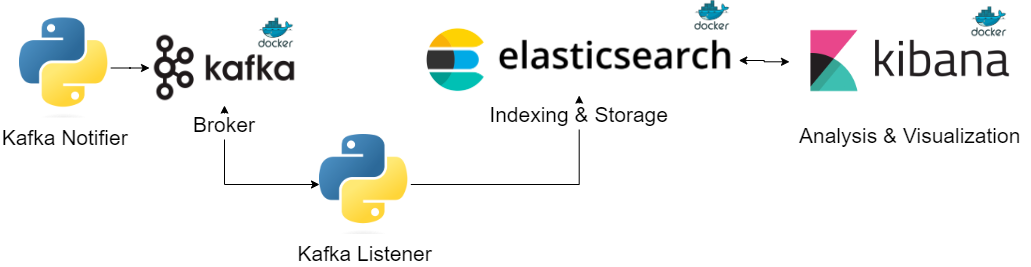 docker
kafka
Kafka Notifier
Broker
Kafka Listener
docker
elasticsearch
Indexing & Storage
docker
kibana
Analysis & Visualization